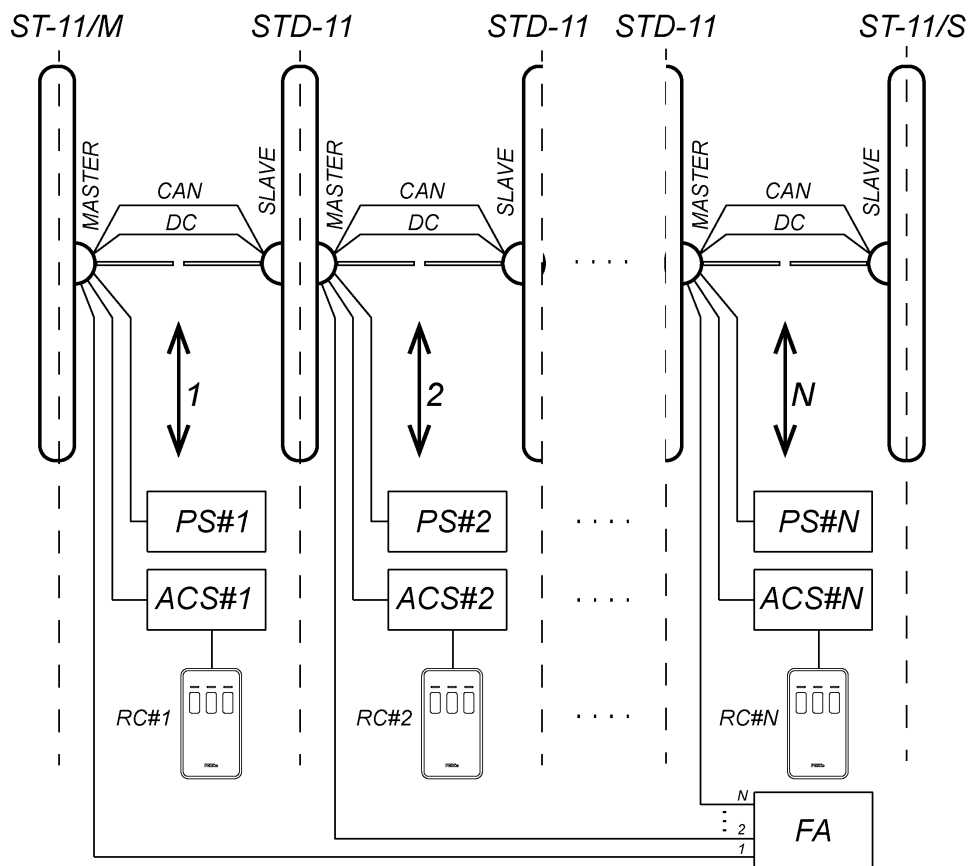 ST-11/M STD-11 STD-11 STD-11 ST-11/S
MASTER CAN SLAVE MASTER CAN SLAVE MASTER CAN SLAVE
DC DC DC
1 2 N
PS#1 PS#2 PS#N
ACS#1 ACS#2 ACS#N
RC#1 RC#2 RC#N
N
2
1
FA